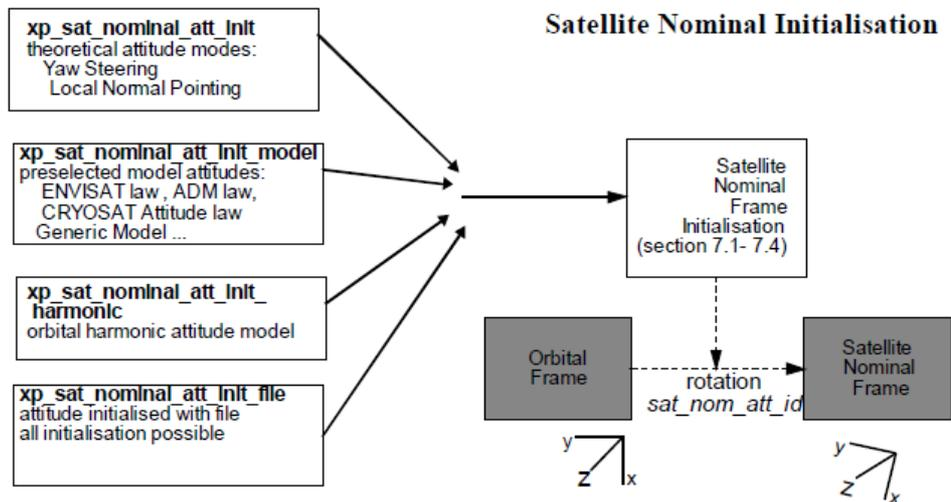 Satellite Nominal Initialisation
xp_sat_nominal_att_init
theoretical attitude modes:
Yaw Steering
Local Normal Pointing
xp_sat_nominal_att_init_model
preselected model attitudes:
ENVISAT law , ADM law,
CRYOSAT Attitude law
Generic Model ...
xp_sat_nominal_att_init_
harmonic
orbital harmonic attitude model
xp_sat_nominal_att_init_file
attitude initialised with file
all initialisation possible
Satellite
Nominal
Frame
Initialisation
(section 7.1- 7.4)
Orbital
Frame
rotation
sat_nom_att_id
Satellite
Nominal
Frame
y
z
x
y
z
x